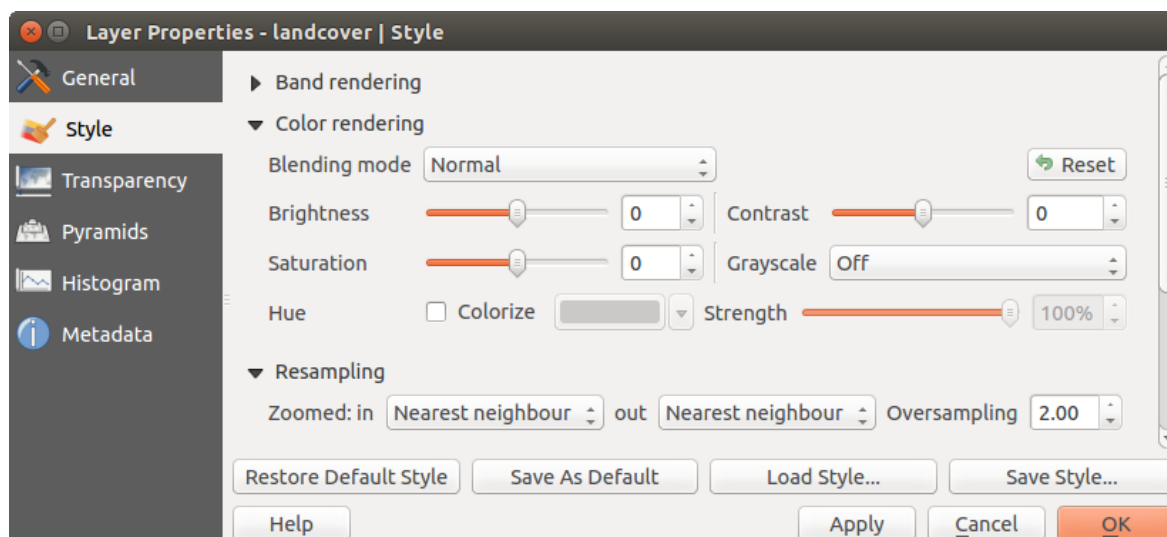 Layer Properties - landcover | Style
General
Style
Transparency
Pyramids
Histogram
Metadata
Band rendering
Color rendering
Blending mode Normal Reset
Brightness 0 Contrast 0
Saturation 0 Grayscale Off
Hue Colorize Strength 100%
Resampling
Zoomed: in Nearest neighbour out Nearest neighbour Oversampling 2.00
Restore Default Style Save As Default Load Style... Save Style...
Help Apply Cancel OK